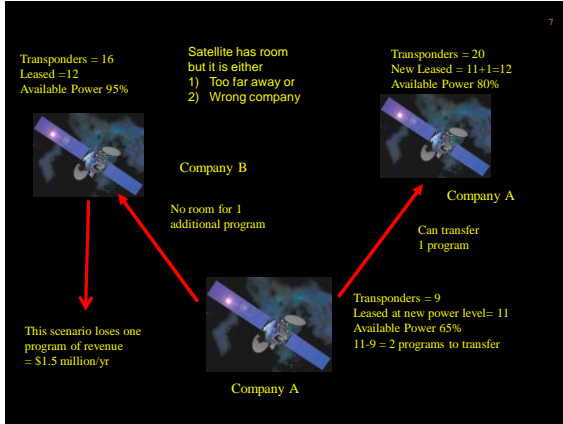 7
Transponders = 16
Leased =12
Available Power 95%
Satellite has room
but it is either
1) Too far away or
2) Wrong company
Transponders = 20
New Leased = 11+1=12
Available Power 80%
Company B
Company A
No room for 1
additional program
Can transfer
1 program
Transponders = 9
Leased at new power level= 11
Available Power 65%
11-9 = 2 programs to transfer
This scenario loses one
program of revenue
= $1.5 million/yr
Company A